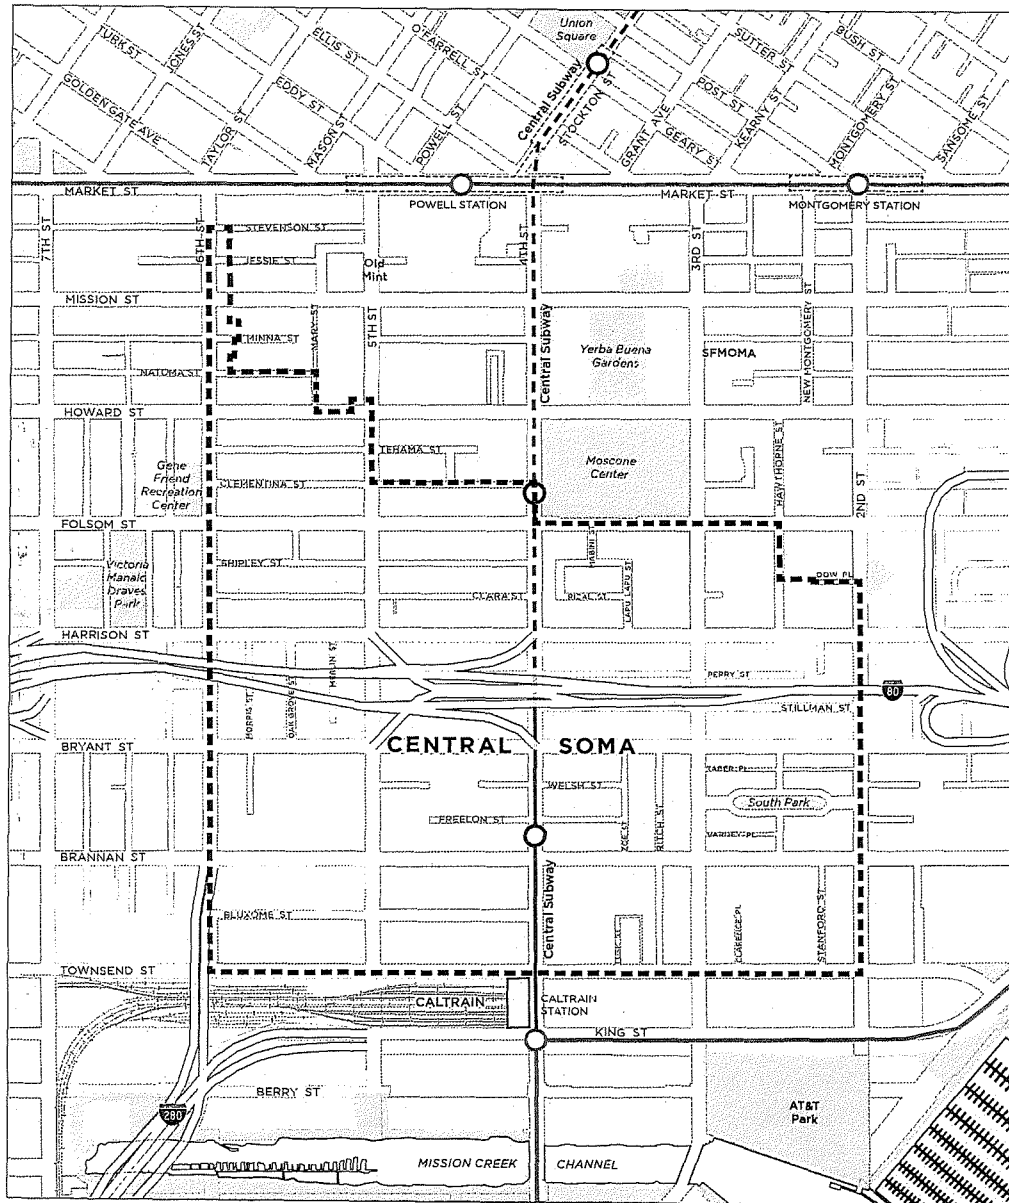 Union
Square
TURK ST
JONES ST
ELLIS ST
O'FARRELL ST
SUTTER ST
BUSH ST
GOLDEN GATE AVE
EDDY ST
Central Subway
STOCKTON ST
POST ST
TAYLOR ST
MASON ST
POWELL ST
GRANT AVE
GEARY ST
KEARNY ST
MONTGOMERY ST
SANSOME ST
MARKET ST
POWELL STATION
MARKET ST
MONTGOMERY STATION
7TH ST
6TH ST
STEVENSON ST
4TH ST
3RD ST
JESSIE ST
Old
Mint
MISSION ST
MINNA ST
MARY ST
5TH ST
Central Subway
Yerba Buena
Gardens
SFMOMA
NEW MONTGOMERY ST
NATOMA ST
HOWARD ST
TEHAMA ST
Moscone
Center
HAWTHORNE ST
2ND ST
Gene
Friend
Recreation
Center
CLEMENTINA ST
FOLSOM ST
Victoria
Manalo
Draves
Park
SHIPLEY ST
MABINI ST
LAPU LAPU ST
DOW PL
CLARA ST
RIZAL ST
HARRISON ST
MORRIS ST
OAK GROVE ST
MERLIN ST
PERRY ST
80
STILLMAN ST
BRYANT ST
CENTRAL SOMA
TABER PL
WELSH ST
South Park
FREELON ST
ZOE ST
RITCH ST
VARNEY PL
BRANNAN ST
Central Subway
BLUXOME ST
LUSK ST
CLARENCE PL
STANFORD ST
TOWNSEND ST
CALTRAIN
CALTRAIN
STATION
KING ST
BERRY ST
280
AT&T
Park
MISSION CREEK CHANNEL